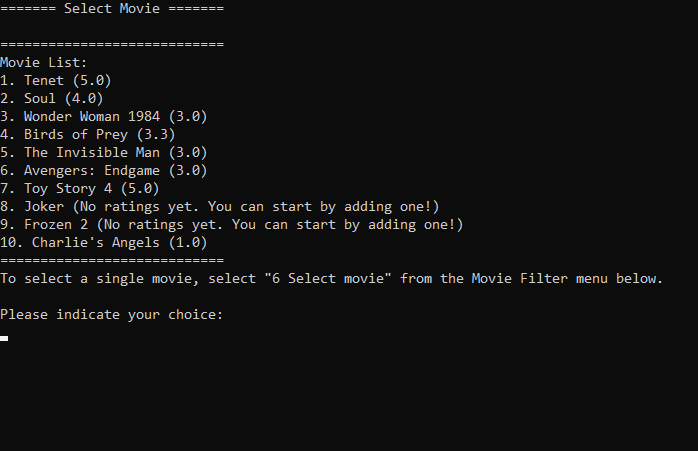 ======= Select Movie =======
============================
Movie List:
1. Tenet (5.0)
2. Soul (4.0)
3. Wonder Woman 1984 (3.0)
4. Birds of Prey (3.3)
5. The Invisible Man (3.0)
6. Avengers: Endgame (3.0)
7. Toy Story 4 (5.0)
8. Joker (No ratings yet. You can start by adding one!)
9. Frozen 2 (No ratings yet. You can start by adding one!)
10. Charlie's Angels (1.0)
============================
To select a single movie, select "6 Select movie" from the Movie Filter menu below.
Please indicate your choice: